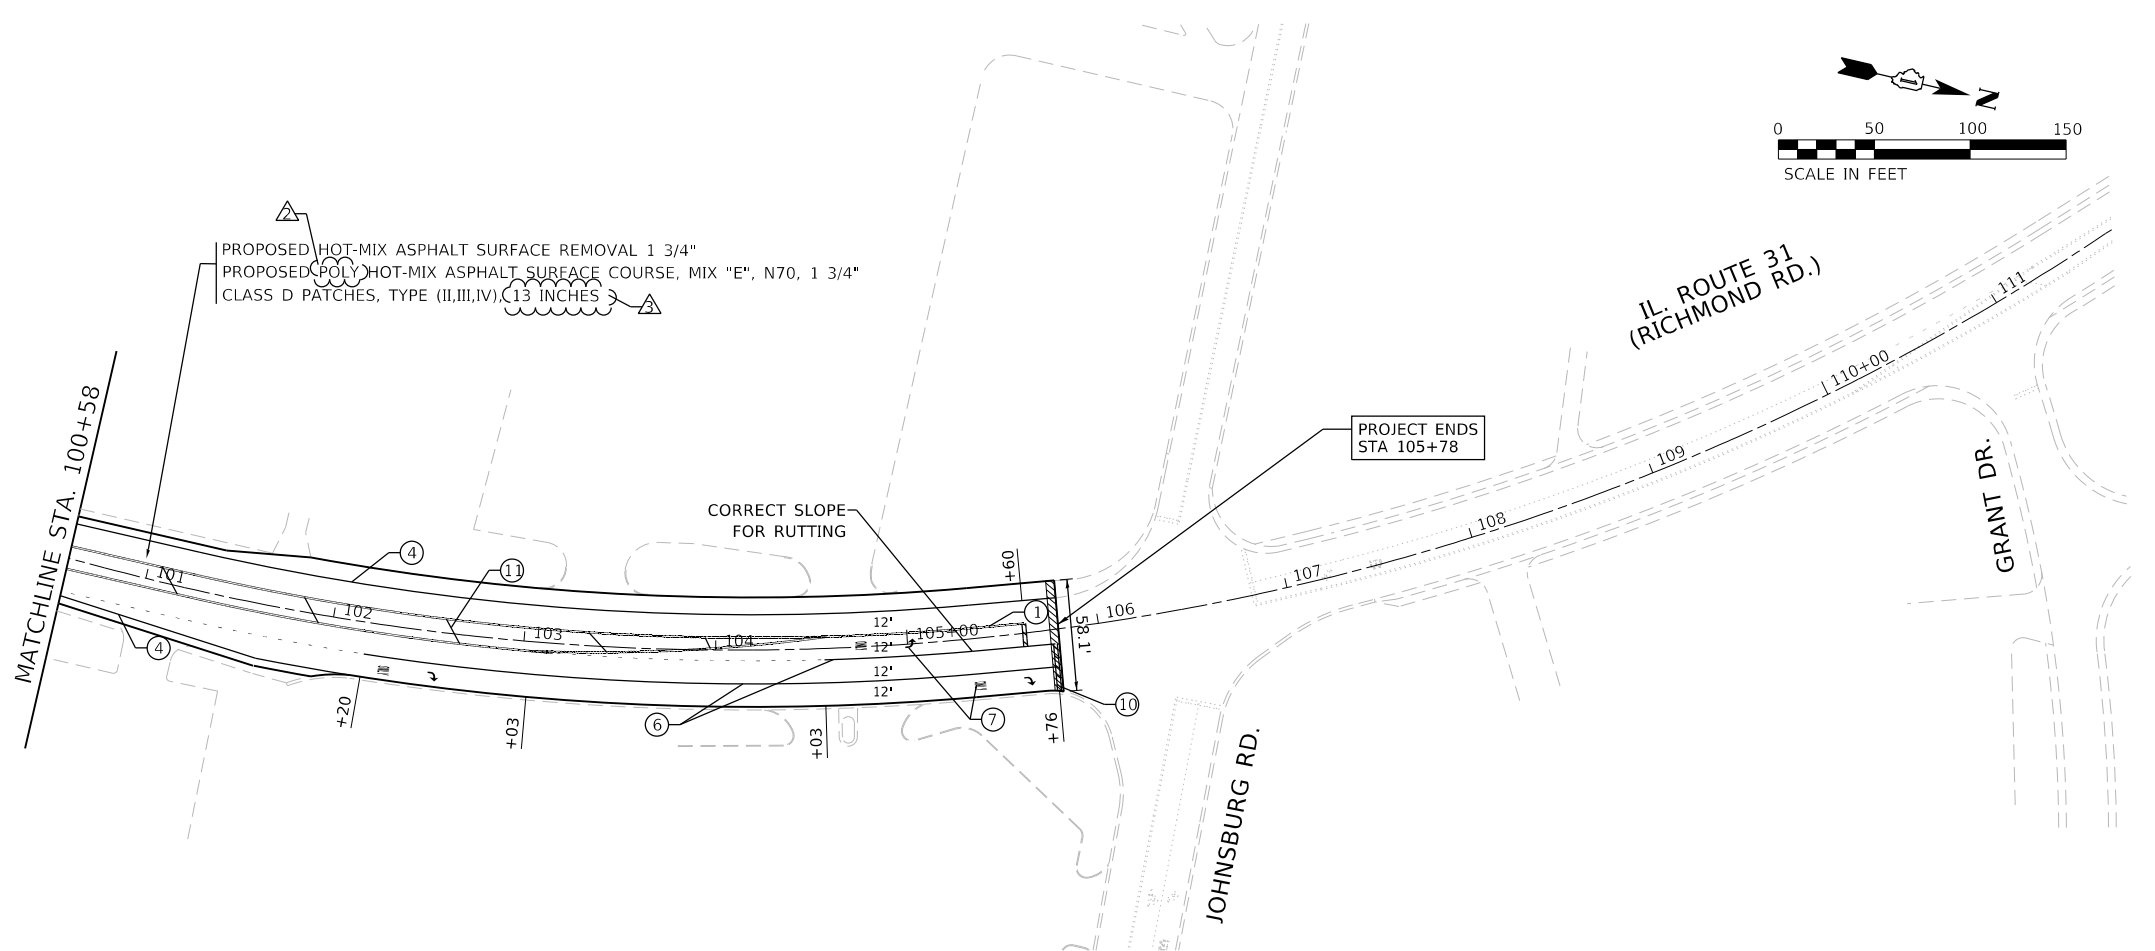 N
0 50 100 150
SCALE IN FEET
2
PROPOSED HOT-MIX ASPHALT SURFACE REMOVAL 1 3/4"
PROPOSED POLY HOT-MIX ASPHALT SURFACE COURSE, MIX "E", N70, 1 3/4"
CLASS D PATCHES, TYPE (II,III,IV), 13 INCHES
3
IL. ROUTE 31
(RICHMOND RD.)
MATCHLINE STA. 100+58
PROJECT ENDS
STA 105+78
CORRECT SLOPE
FOR RUTTING
GRANT DR.
JOHNSBURG RD.
101
102
103
104
105+00
106
107
108
109
110+00
111
4
11
1
4
6
7
10
12'
12'
12'
12'
58.1'
+60
+20
+03
+03
+76